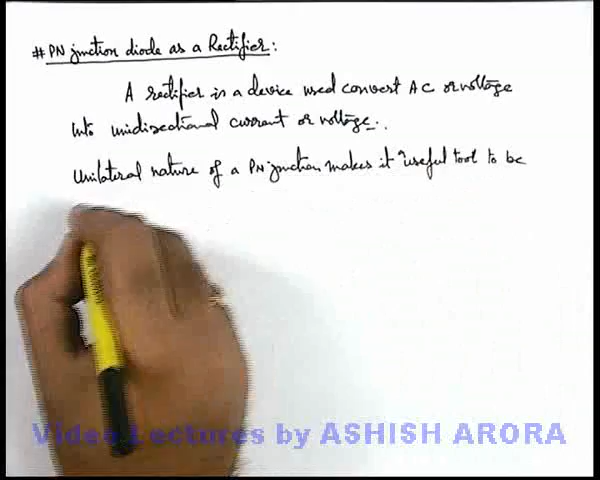 # PN junction diode as a Rectifier :
A rectifier is a device used convert AC or voltage
into unidirectional current or voltage.
Unilateral nature of a PN junction makes it useful tool to be
Video Lectures by ASHISH ARORA